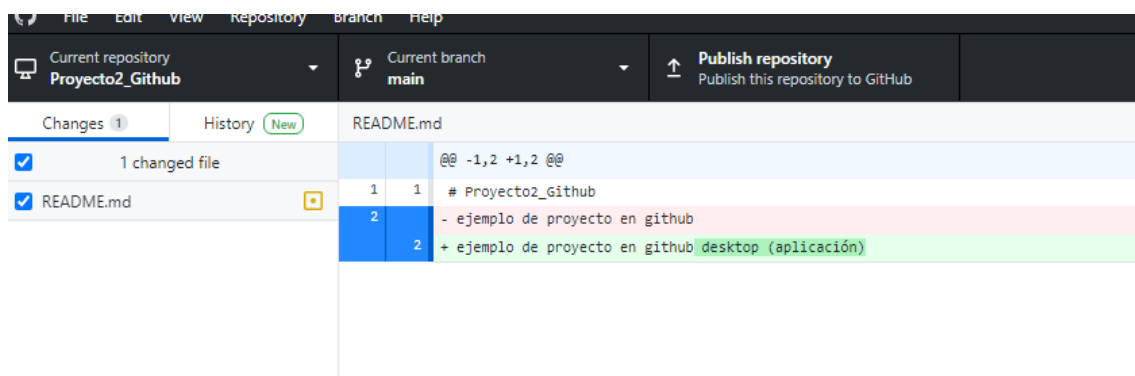 File Edit View Repository Branch Help
Current repository
Proyecto2_Github
Current branch
main
Publish repository
Publish this repository to GitHub
Changes 1 History New
README.md
1 changed file
README.md
@@ -1,2 +1,2 @@
1 1 # Proyecto2_Github
2 - ejemplo de proyecto en github
2 + ejemplo de proyecto en github desktop (aplicación)